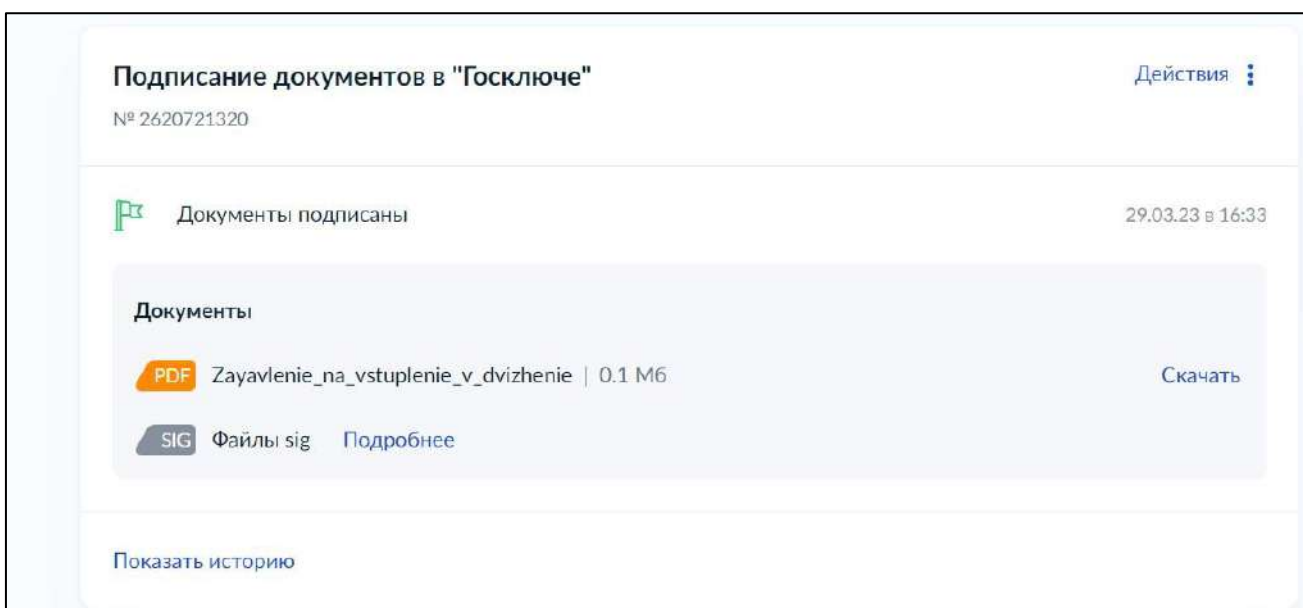 Подписание документов в "Госключе"
Действия
№ 2620721320
Документы подписаны
29.03.23 в 16:33
Документы
PDF Zayavlenie_na_vstuplenie_v_dvizhenie | 0.1 Мб
Скачать
SIG Файлы sig Подробнее
Показать историю